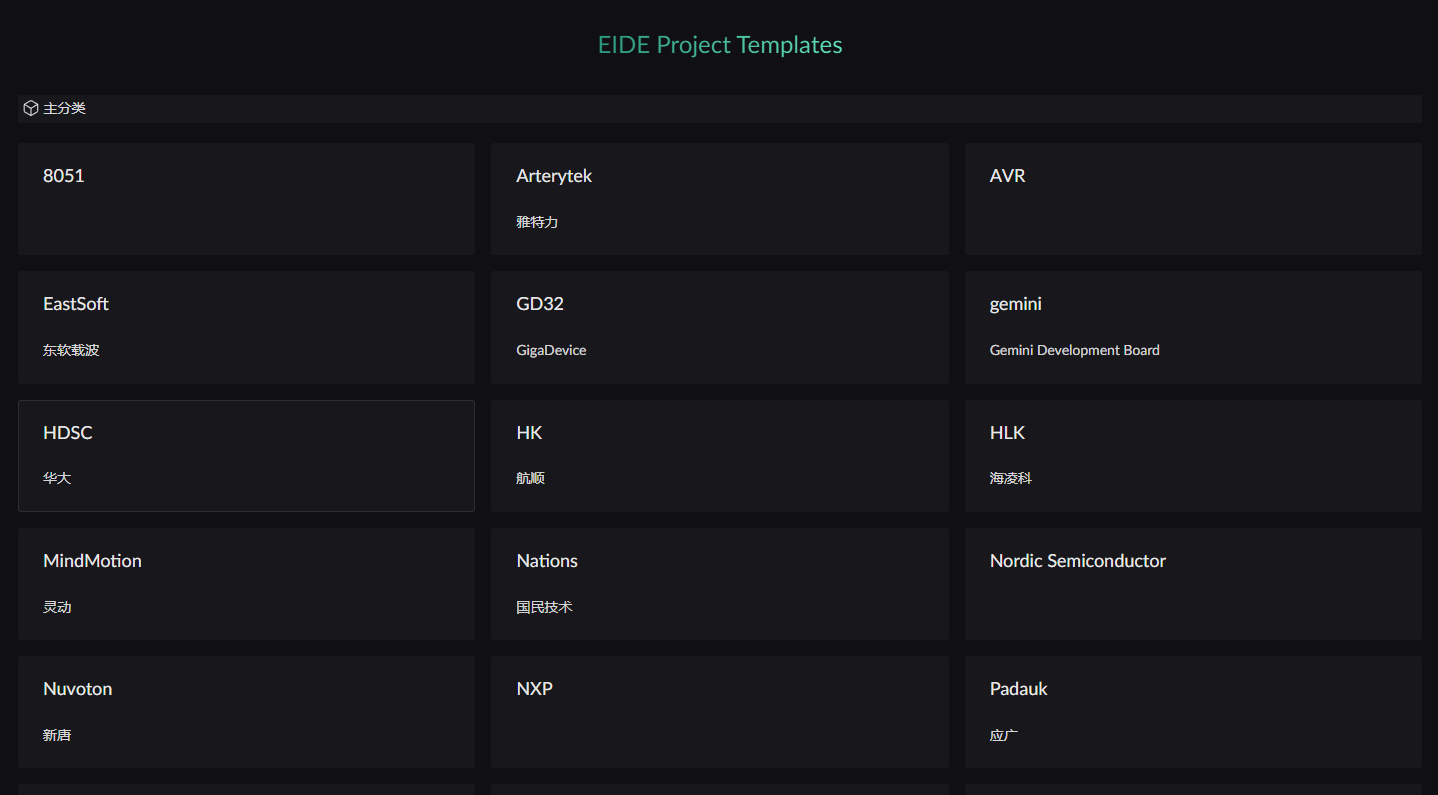 EIDE Project Templates
主分类
8051
Arterytek
雅特力
AVR
EastSoft
东软载波
GD32
GigaDevice
gemini
Gemini Development Board
HDSC
华大
HK
航顺
HLK
海凌科
MindMotion
灵动
Nations
国民技术
Nordic Semiconductor
Nuvoton
新唐
NXP
Padauk
应广